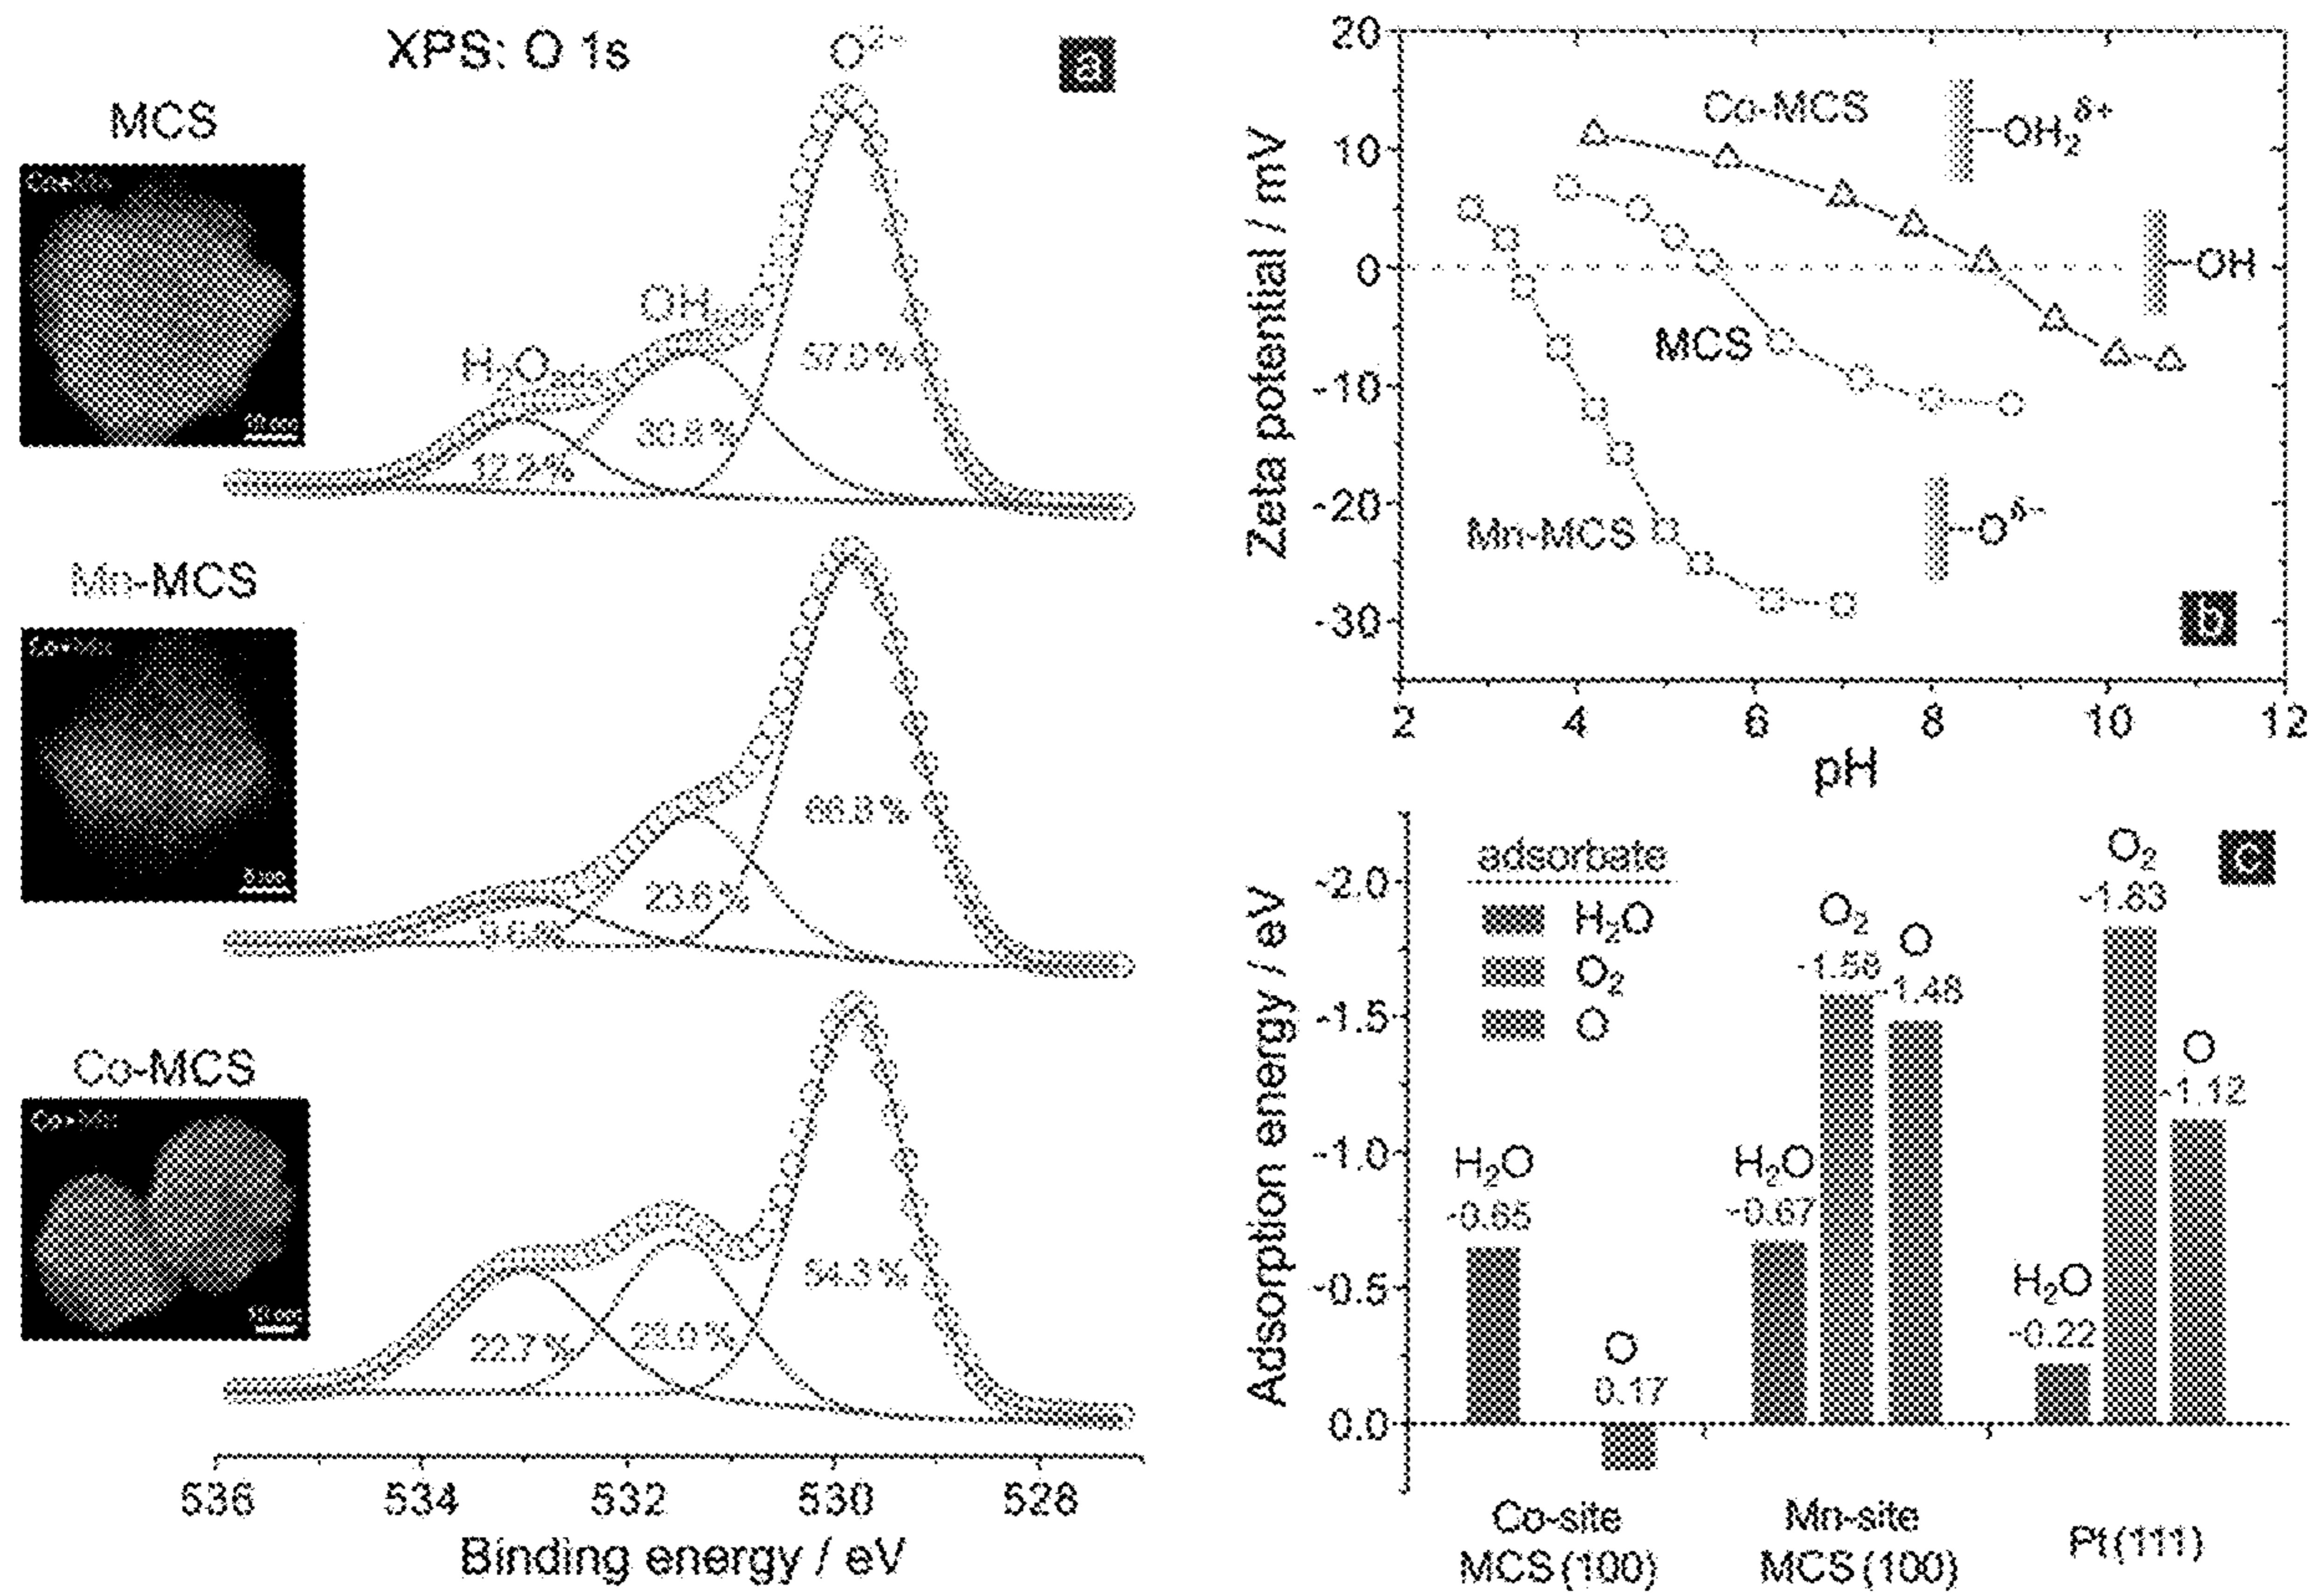 XPS: O 1s
a
MCS
O²⁻
OH
H₂Oads
57.0%
30.8%
12.2%
Mn-MCS
66.8%
23.6%
Co-MCS
54.3%
23.0%
22.7%
536
534
532
530
528
Binding energy / eV
20
10
0
-10
-20
-30
Zeta potential / mV
Co-MCS
MCS
Mn-MCS
-OH₂δ+
-OH
-Oδ-
b
2
4
6
8
10
12
pH
-2.0
-1.5
-1.0
-0.5
0.0
Adsorption energy / eV
adsorbate
H₂O
O₂
O
c
H₂O
-0.65
O
0.17
H₂O
-0.67
O₂
-1.58
O
-1.48
H₂O
-0.22
O₂
-1.83
O
-1.12
Co-site
MCS(100)
Mn-site
MCS(100)
Pt(111)